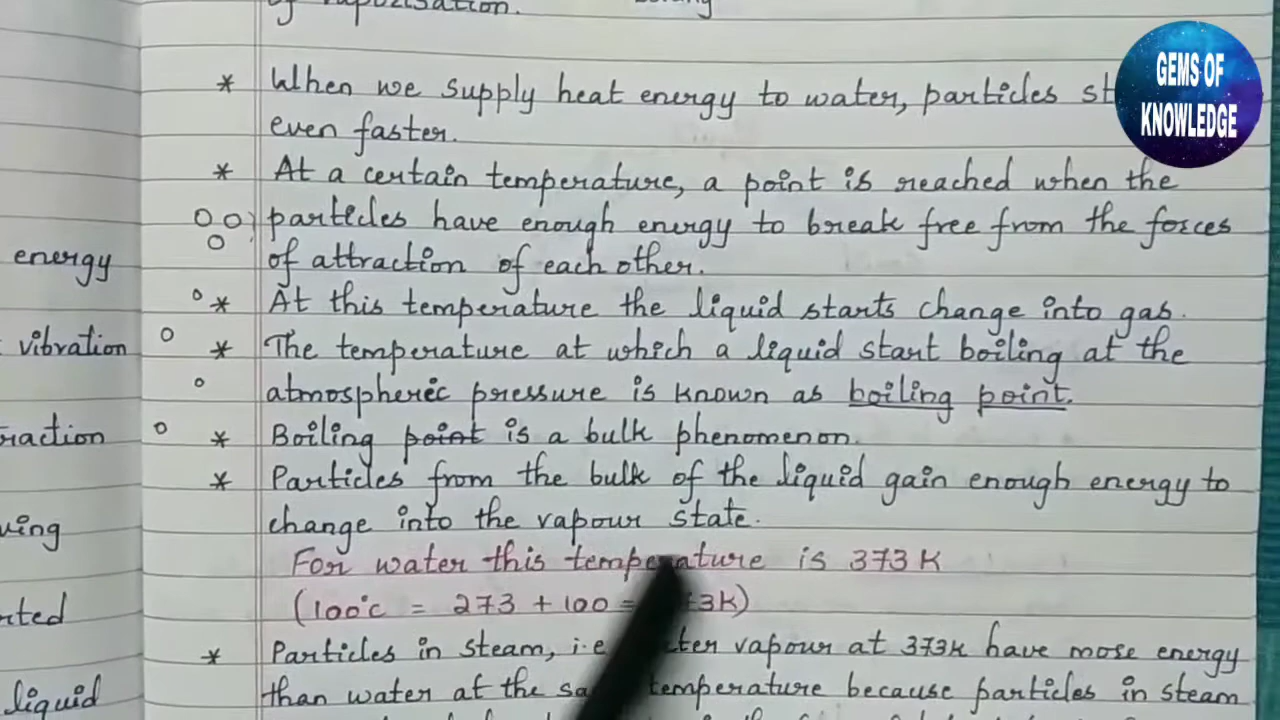 of vaporisation.
* When we supply heat energy to water, particles st
even faster.
* At a certain temperature, a point is reached when the
particles have enough energy to break free from the forces
of attraction of each other.
* At this temperature the liquid starts change into gas.
* The temperature at which a liquid start boiling at the
atmospheric pressure is known as boiling point.
* Boiling point is a bulk phenomenon.
* Particles from the bulk of the liquid gain enough energy to
change into the vapour state.
For water this temperature is 373 K
(100°C = 273 + 100 = 3K)
* Particles in steam, i.e. vapour at 373K have more energy
than water at the temperature because particles in steam
energy
vibration
liquid
GEMS OF
KNOWLEDGE